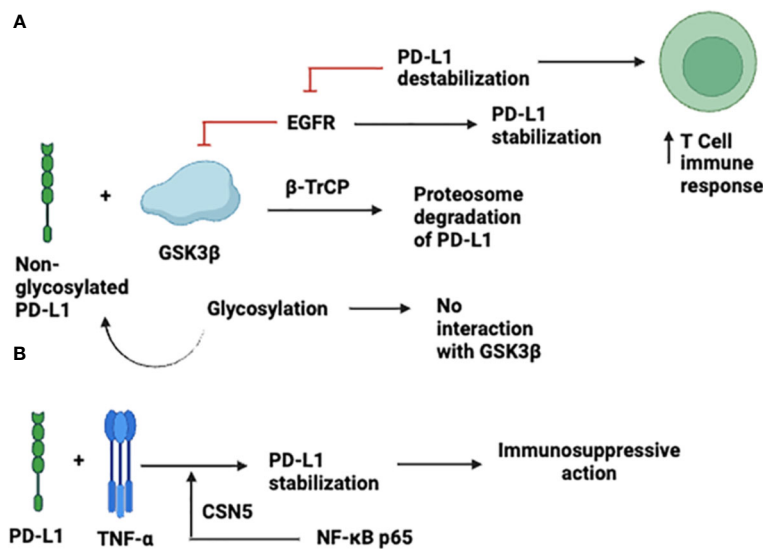 A
PD-L1
destabilization
EGFR
PD-L1
stabilization
T Cell
immune
response
+
β-TrCP
GSK3β
Proteosome
degradation
of PD-L1
Non-
glycosylated
PD-L1
Glycosylation
No
interaction
with GSK3β
B
+
PD-L1
stabilization
Immunosuppressive
action
CSN5
PD-L1
TNF-α
NF-κB p65